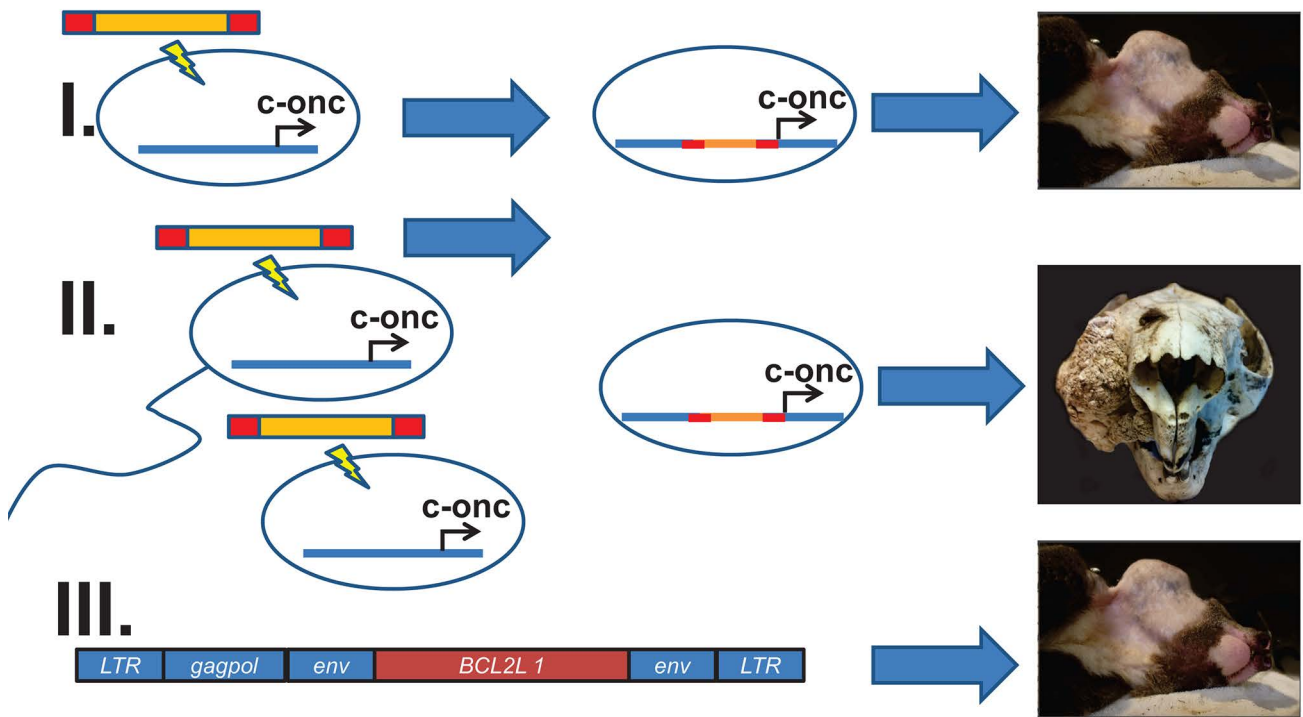 I.
c-onc
c-onc
II.
c-onc
c-onc
c-onc
III.
LTR gagpol env BCL2L 1 env LTR